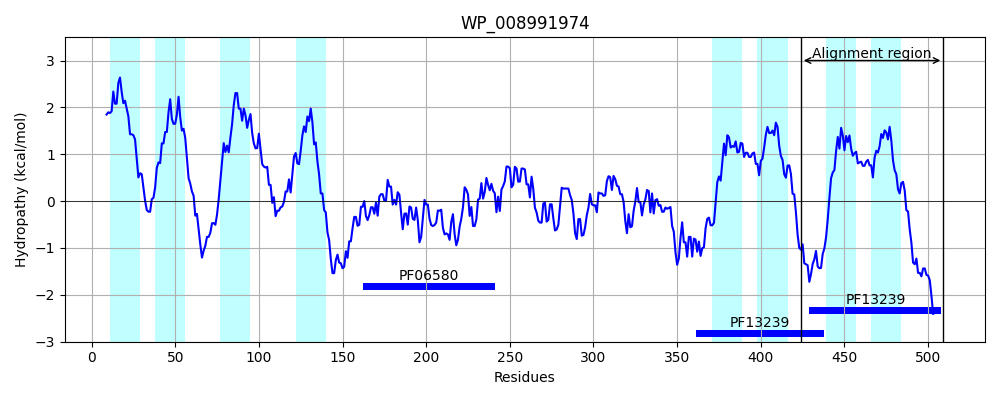 WP_008991974
Alignment region
3
2
1
0
−1
−2
−3
Hydropathy (kcal/mol)
PF06580
PF13239
PF13239
0 50 100 150 200 250 300 350 400 450 500
Residues